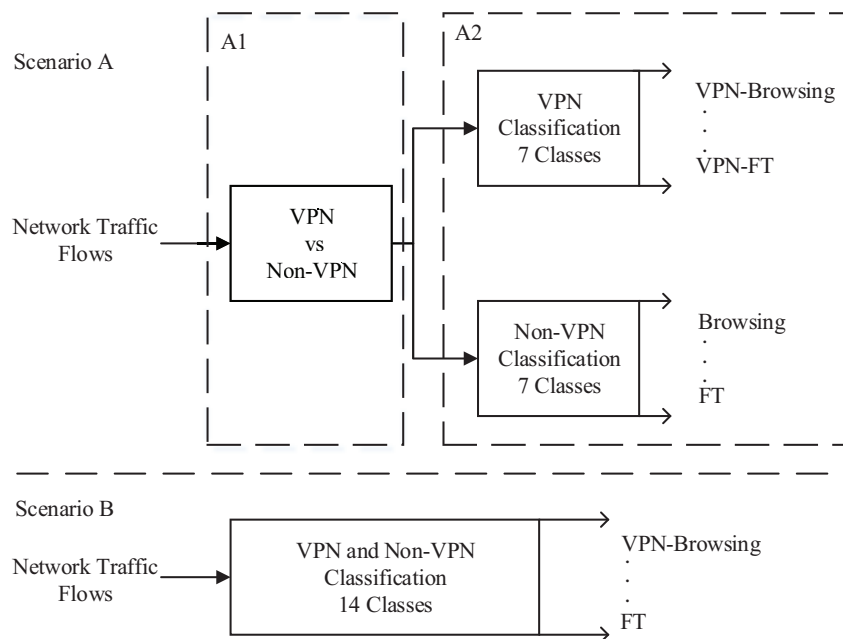 Scenario A
A1
A2
Network Traffic
Flows
VPN
vs
Non-VPN
VPN
Classification
7 Classes
VPN-Browsing
.
.
.
VPN-FT
Non-VPN
Classification
7 Classes
Browsing
.
.
.
FT
Scenario B
Network Traffic
Flows
VPN and Non-VPN
Classification
14 Classes
VPN-Browsing
.
.
.
FT